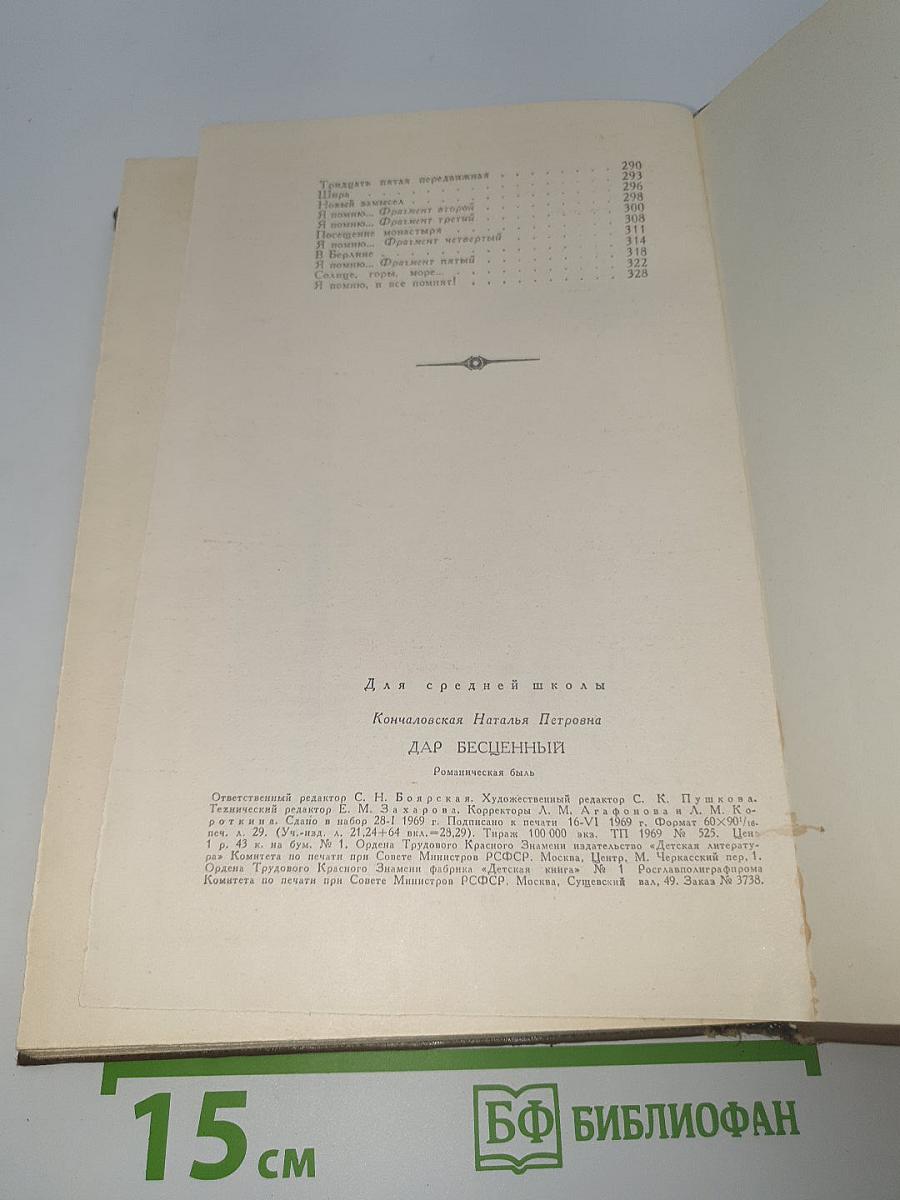 Тридцать пятая передвижная . . . . . . . . 290
Шира . . . . . . . . . . . . . . 293
Новый замысел . . . . . . . . . . . 296
Я помню... Фрагмент второй . . . . . . . . 298
Я помню... Фрагмент третий . . . . . . . . 300
Посещение монастыря . . . . . . . . . . 308
Я помню... Фрагмент четвертый . . . . . . . 311
В Берлине . . . . . . . . . . . . . 314
Я помню... Фрагмент пятый . . . . . . . . 318
Солнце, горы, море... . . . . . . . . . . 322
Я помню, и все помнят! . . . . . . . . . 328
Для средней школы
Кончаловская Наталья Петровна
ДАР БЕСЦЕННЫЙ
Романическая быль
Ответственный редактор С. Н. Боярская. Художественный редактор С. К. Пушкова.
Технический редактор Е. М. Захарова. Корректоры Л. М. Агафонова и Л. М. Ко-
роткина. Сдано в набор 28-I 1969 г. Подписано к печати 16-VI 1969 г. Формат 60×90¹/₁₆.
печ. л. 29. (Уч.-изд. л. 21,24+64 вкл.=28,29). Тираж 100 000 экз. ТП 1969 № 525. Цена
1 р. 43 к. на бум. № 1. Ордена Трудового Красного Знамени издательство «Детская литерату-
ра» Комитета по печати при Совете Министров РСФСР. Москва, Центр, М. Черкасский пер, 1.
Ордена Трудового Красного Знамени фабрика «Детская книга» № 1 Росглавполиграфпрома
Комитета по печати при Совете Министров РСФСР. Москва, Сущевский вал, 49. Заказ № 3738.
15 см
БФ БИБЛИОФАН